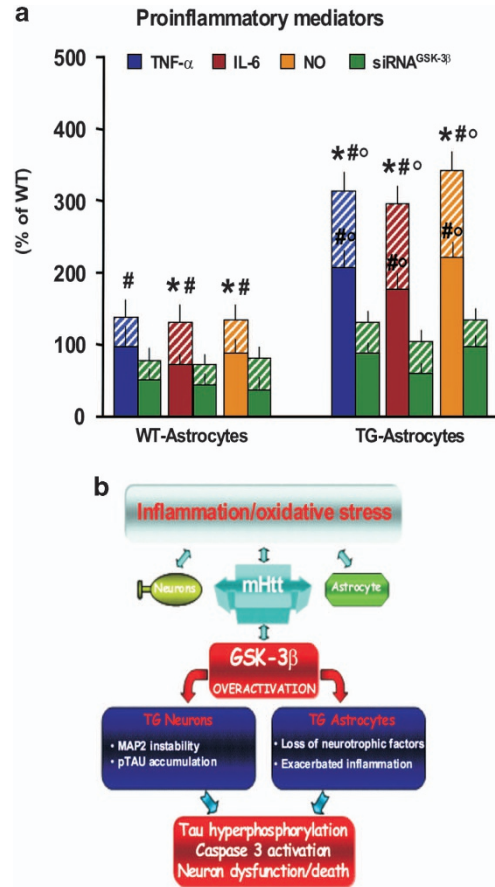 a
Proinflammatory mediators
500
400
300
200
100
0
(% of WT)
TNF-α IL-6 NO siRNA^GSK-3β
# *# *#
*#○ *#○ *#○
#○ #○ #○
WT-Astrocytes TG-Astrocytes
b
Inflammation/oxidative stress
Neurons mHtt Astrocyte
GSK-3β
OVERACTIVATION
TG Neurons
• MAP2 instability
• pTAU accumulation
TG Astrocytes
• Loss of neurotrophic factors
• Exacerbated inflammation
Tau hyperphosphorylation
Caspase 3 activation
Neuron dysfunction/death